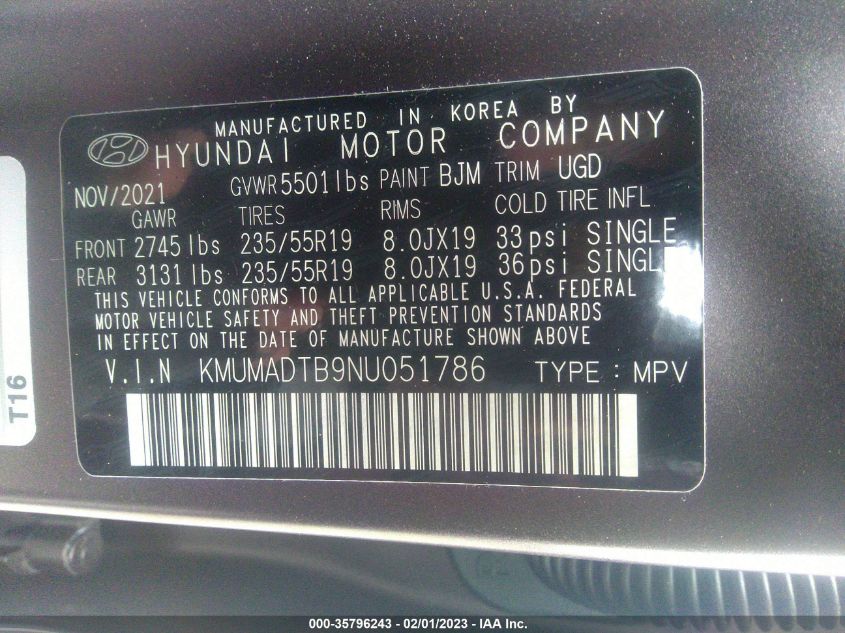 MANUFACTURED IN KOREA BY
HYUNDAI MOTOR COMPANY
NOV/2021 GVWR 5501lbs PAINT BJM TRIM UGD
GAWR TIRES RIMS COLD TIRE INFL
FRONT 2745 lbs 235/55R19 8.0JX19 33psi SINGLE
REAR 3131 lbs 235/55R19 8.0JX19 36psi SINGLE
THIS VEHICLE CONFORMS TO ALL APPLICABLE U.S.A. FEDERAL
MOTOR VEHICLE SAFETY AND THEFT PREVENTION STANDARDS
IN EFFECT ON THE DATE OF MANUFACTURE SHOWN ABOVE
V.I.N KMUMADTB9NU051786 TYPE : MPV
T16
000-35796243 - 02/01/2023 - IAA Inc.